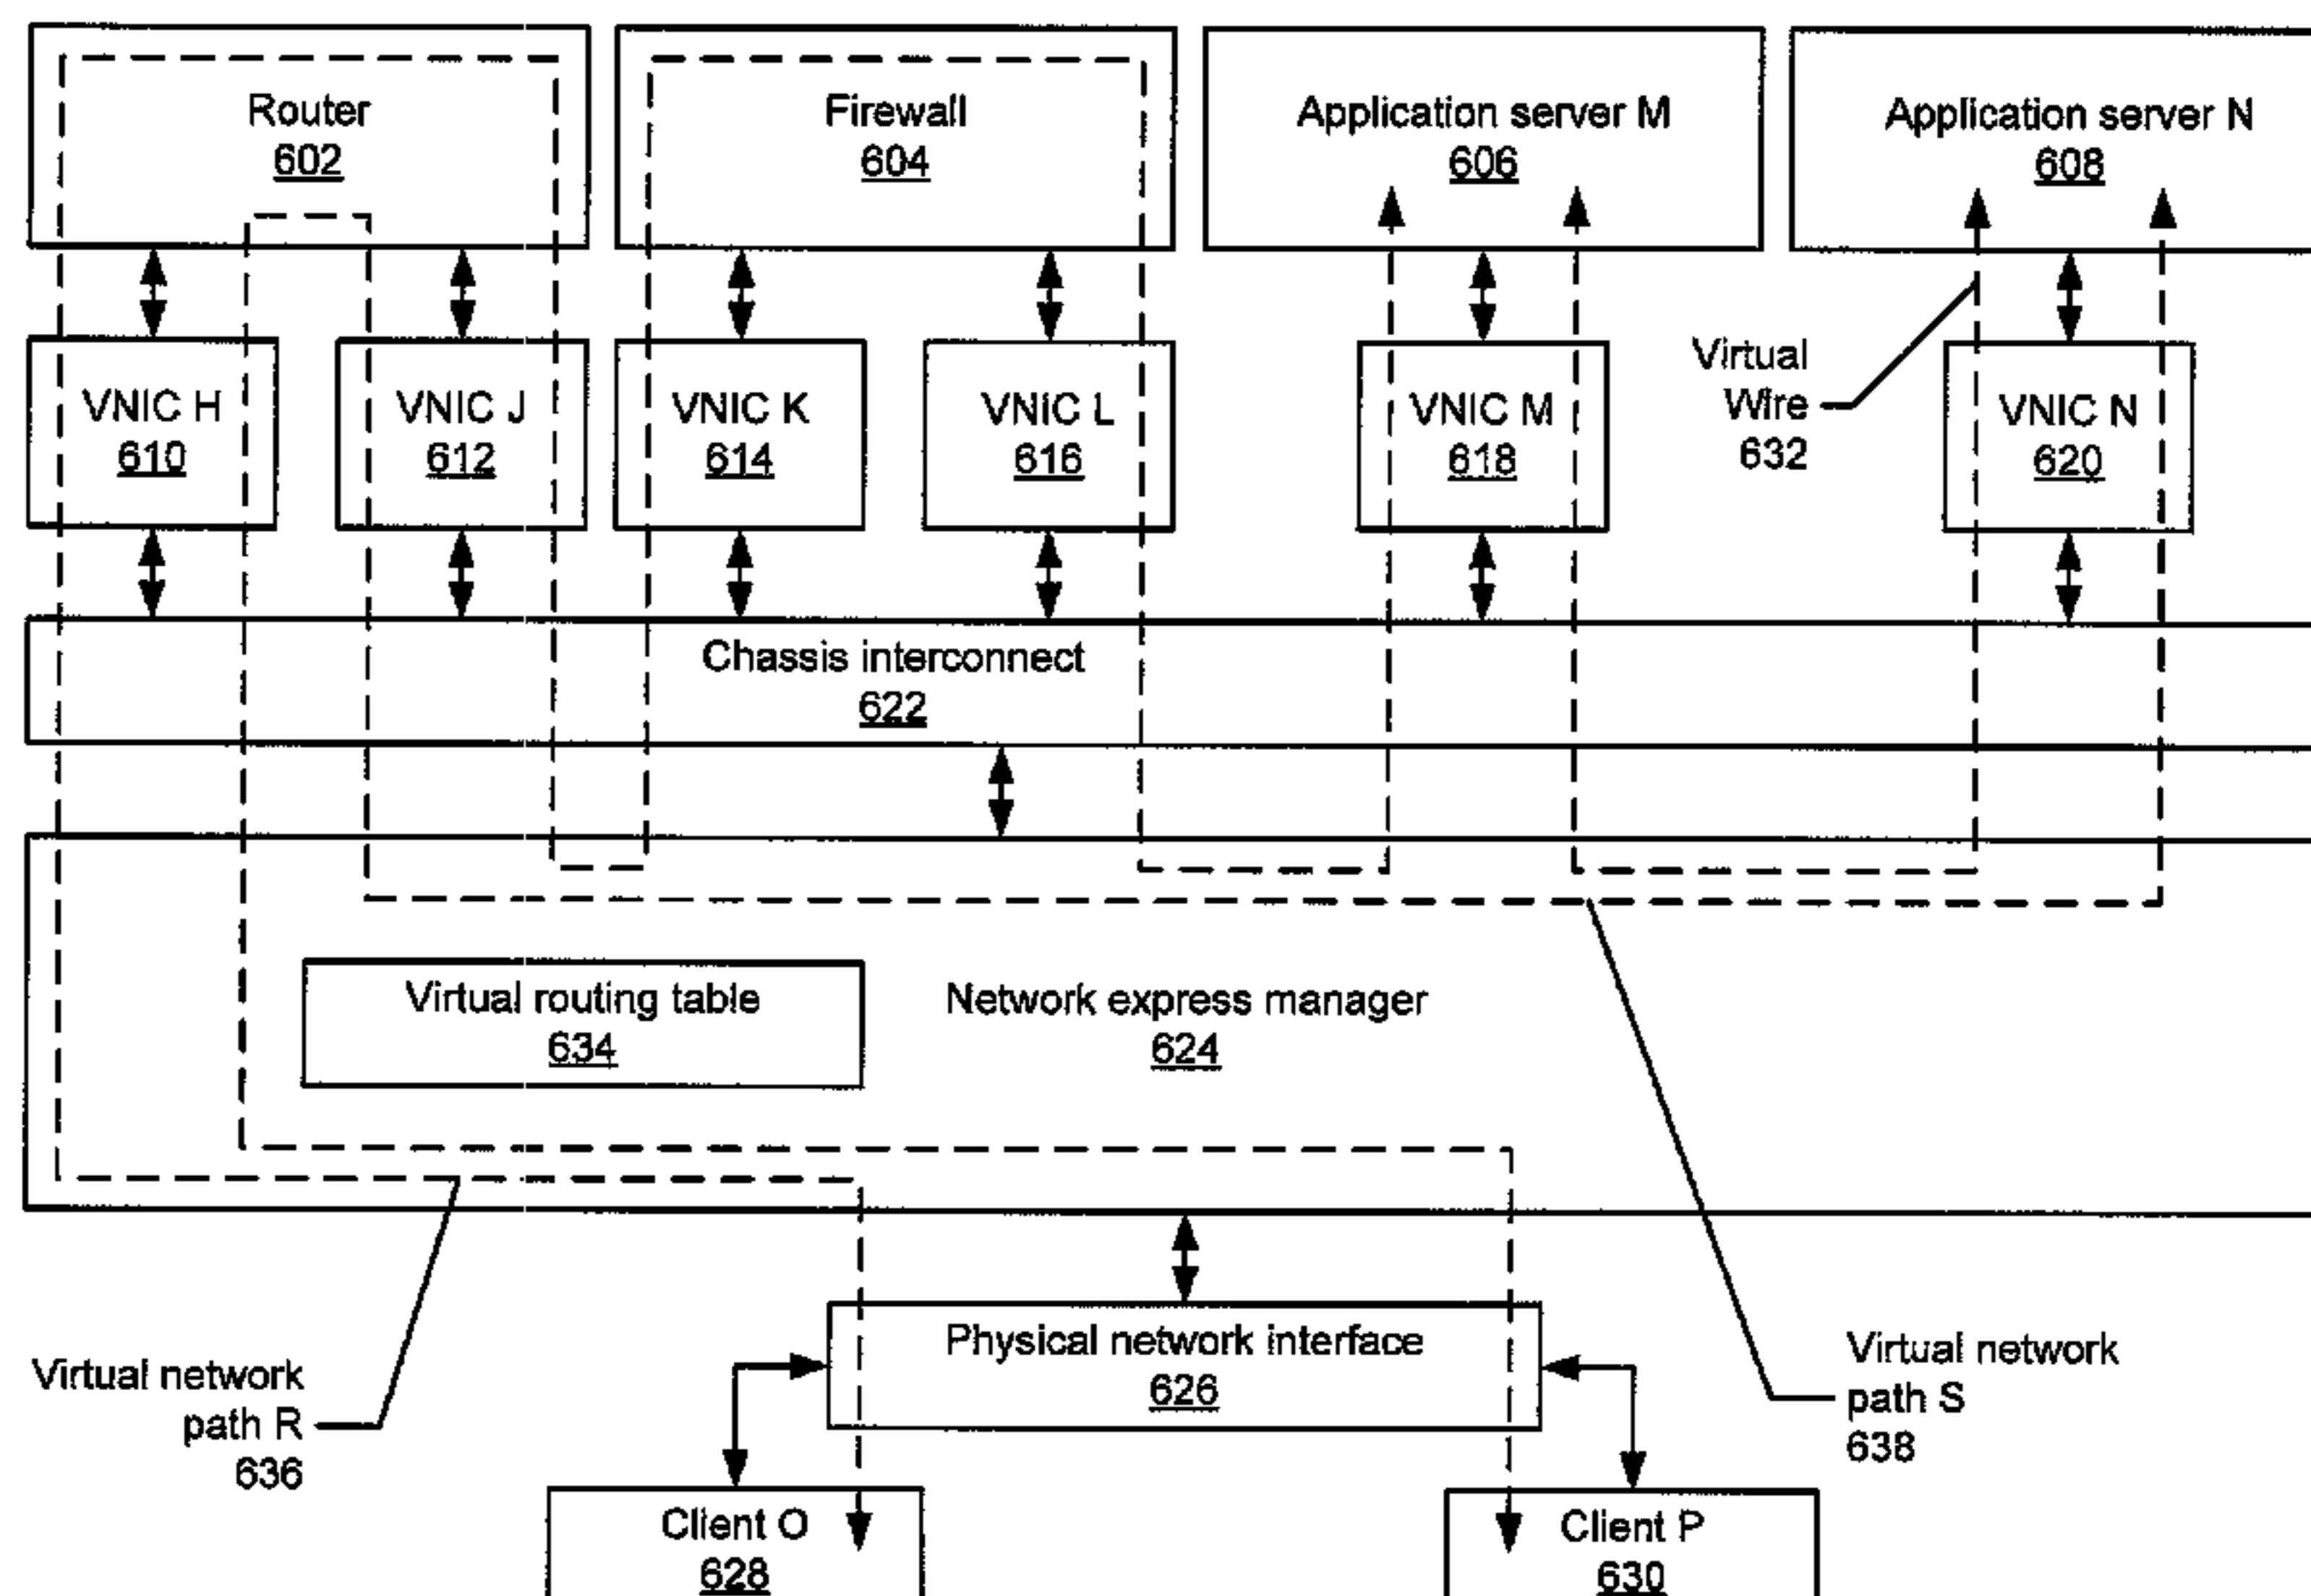 Router
602
Firewall
604
Application server M
606
Application server N
608
VNIC H
610
VNIC J
612
VNIC K
614
VNIC L
616
VNIC M
618
Virtual
Wire
632
VNIC N
620
Chassis interconnect
622
Virtual routing table
634
Network express manager
624
Physical network interface
626
Virtual network
path R
636
Virtual network
path S
638
Client O
628
Client P
630